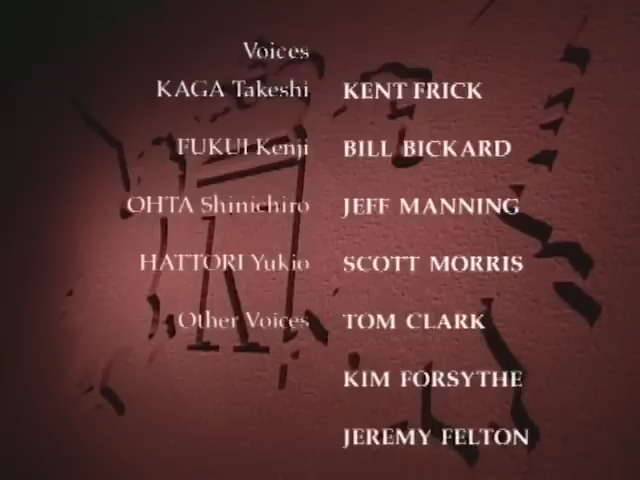 Voices
KAGA Takeshi KENT FRICK
FUKUI Kenji BILL BICKARD
OHTA Shinichiro JEFF MANNING
HATTORI Yukio SCOTT MORRIS
Other Voices TOM CLARK
KIM FORSYTHE
JEREMY FELTON